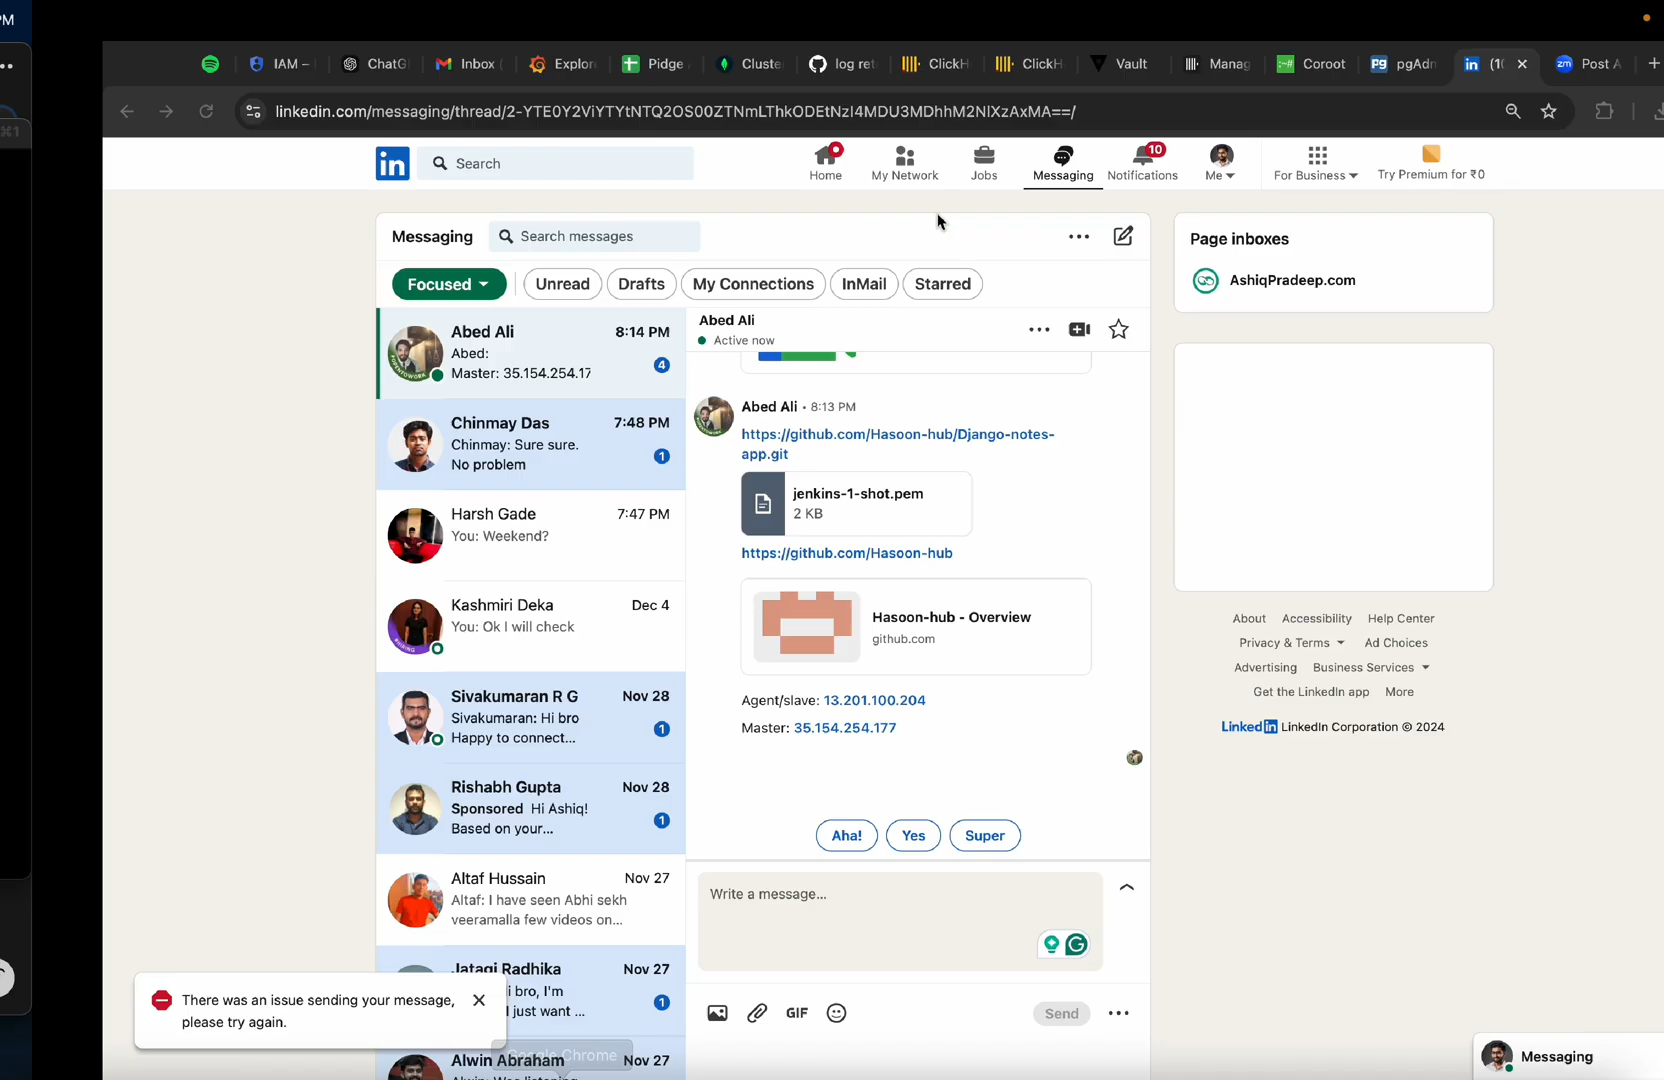 PM
IAM –
ChatG
Inbox (
Explor
Pidge
Cluste
log ret
ClickH
ClickH
Vault
Manag
Coroot
pgAdn
(1
Post A
⌘1
linkedin.com/messaging/thread/2-YTE0Y2ViYTYtNTQ2OS00ZTNmLThkODEtNzI4MDU3MDhhM2NlXzAxMA==/
Search
Home
My Network
Jobs
Messaging
10
Notifications
Me
For Business
Try Premium for ₹0
Messaging
Search messages
Focused
Unread
Drafts
My Connections
InMail
Starred
Abed Ali
8:14 PM
Abed:
Master: 35.154.254.17
4
Chinmay Das
7:48 PM
Chinmay: Sure sure.
No problem
1
Harsh Gade
7:47 PM
You: Weekend?
Kashmiri Deka
Dec 4
You: Ok I will check
Sivakumaran R G
Nov 28
Sivakumaran: Hi bro
Happy to connect...
1
Rishabh Gupta
Nov 28
Sponsored Hi Ashiq!
Based on your...
1
Altaf Hussain
Nov 27
Altaf: I have seen Abhi sekh
veeramalla few videos on...
Jatagi Radhika
Nov 27
i bro, I'm
I just want ...
1
Alwin Abraham
Nov 27
There was an issue sending your message,
please try again.
Google Chrome
Abed Ali
Active now
Abed Ali • 8:13 PM
https://github.com/Hasoon-hub/Django-notes-
app.git
jenkins-1-shot.pem
2 KB
https://github.com/Hasoon-hub
Hasoon-hub - Overview
github.com
Agent/slave: 13.201.100.204
Master: 35.154.254.177
Aha!
Yes
Super
Write a message...
GIF
Send
Page inboxes
AshiqPradeep.com
About
Accessibility
Help Center
Privacy & Terms
Ad Choices
Advertising
Business Services
Get the LinkedIn app
More
LinkedIn LinkedIn Corporation © 2024
Messaging